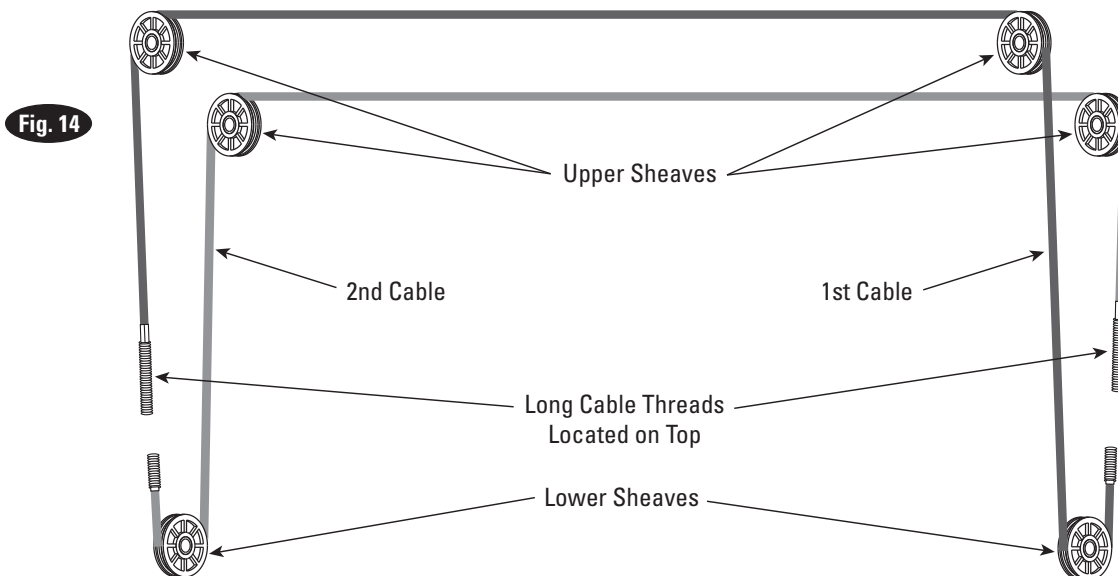 Fig. 14
Upper Sheaves
2nd Cable
1st Cable
Long Cable Threads
Located on Top
Lower Sheaves